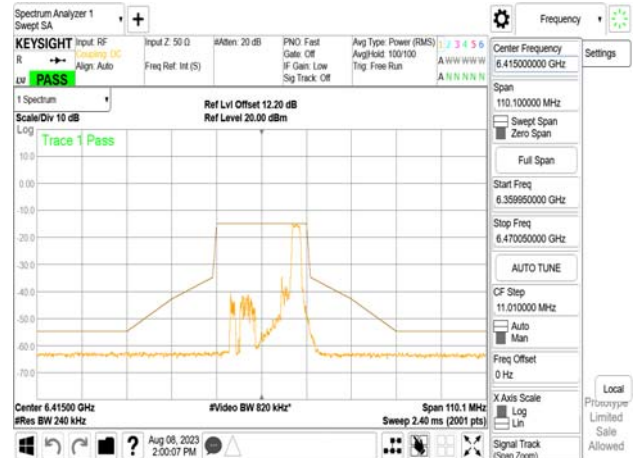 Spectrum Analyzer 1
Swept SA
+
Frequency
KEYSIGHT Input: RF Input Z: 50 Ω #Atten: 20 dB PNO: Fast Avg Type: Power (RMS) 1 2 3 4 5 6
R Coupling: DC Gate: Off Avg|Hold: 100/100 A W W W W W
Align: Auto Freq Ref: Int (S) IF Gain: Low Trig: Free Run
LU PASS Sig Track: Off A N N N N N
1 Spectrum
Ref Lvl Offset 12.20 dB
Scale/Div 10 dB Ref Level 20.00 dBm
Log
Trace 1 Pass
10.0
0.00
-10.0
-20.0
-30.0
-40.0
-50.0
-60.0
-70.0
Center 6.41500 GHz #Video BW 820 kHz* Span 110.1 MHz
#Res BW 240 kHz Sweep 2.40 ms (2001 pts)
?
Aug 08, 2023
2:00:07 PM
Center Frequency
6.415000000 GHz
Settings
Span
110.100000 MHz
Swept Span
Zero Span
Full Span
Start Freq
6.359950000 GHz
Stop Freq
6.470050000 GHz
AUTO TUNE
CF Step
11.010000 MHz
Auto
Man
Freq Offset
0 Hz
X Axis Scale
Log
Lin
Signal Track
(Span Zoom)
Local
Prototype
Limited
Sale
Allowed